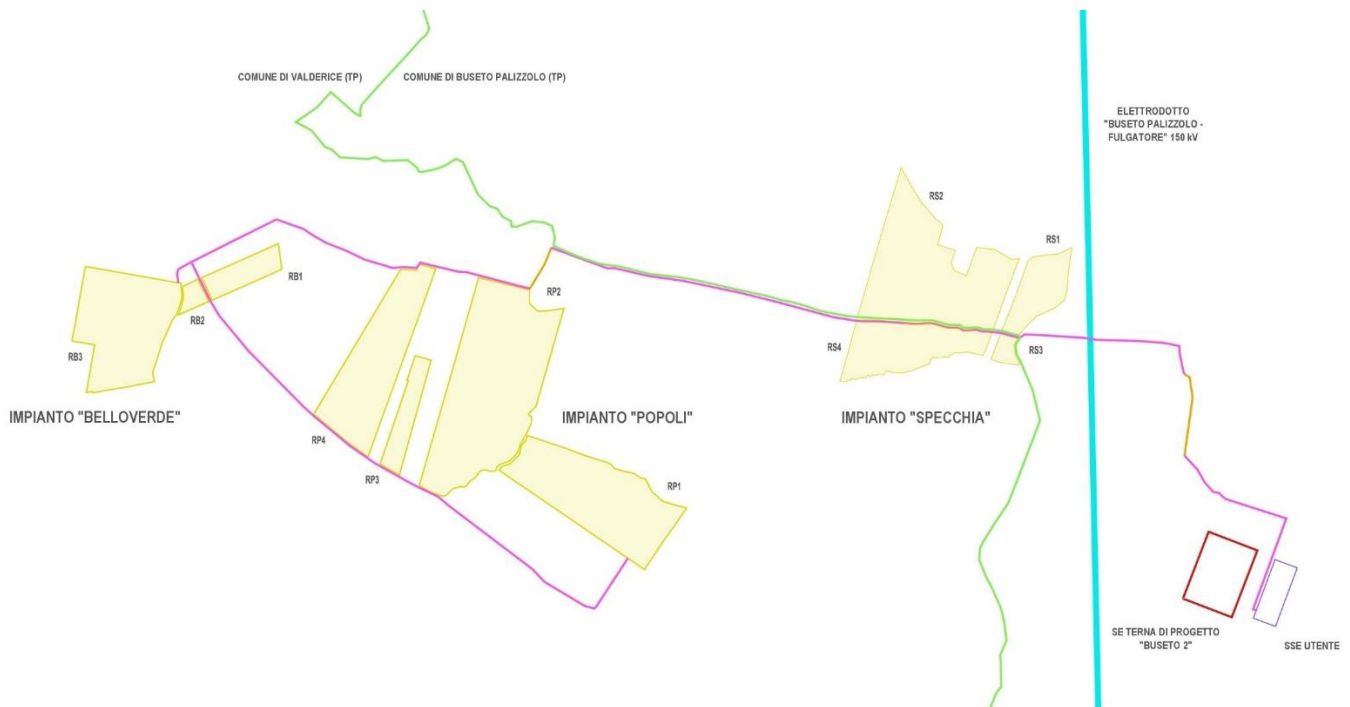 COMUNE DI VALDERICE (TP)
COMUNE DI BUSETO PALIZZOLO (TP)
ELETTRODOTTO
"BUSETO PALIZZOLO -
FULGATORE" 150 kV
RS2
RS1
RB1
RP2
RB2
RS4
RS3
RB3
IMPIANTO "BELLOVERDE"
IMPIANTO "POPOLI"
IMPIANTO "SPECCHIA"
RP4
RP3
RP1
SE TERNA DI PROGETTO
"BUSETO 2"
SSE UTENTE